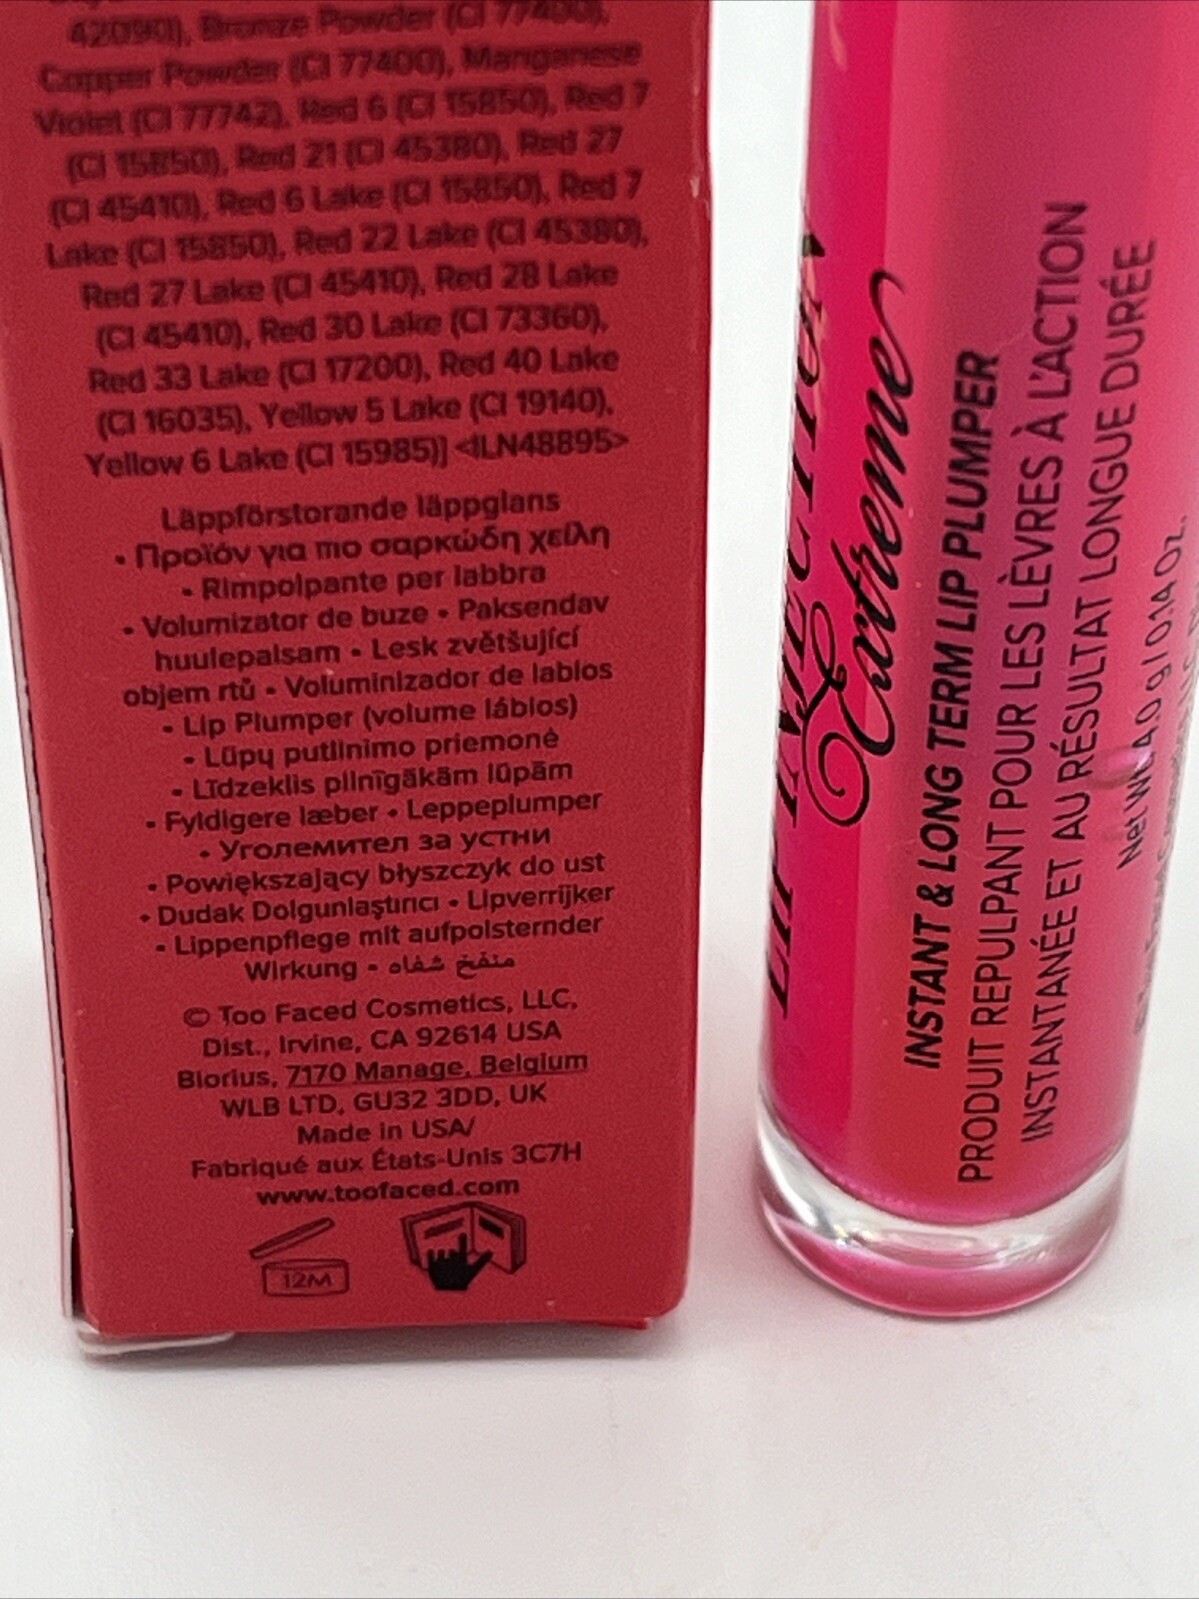 42090), Bronze Powder (CI 77400),
Copper Powder (CI 77400), Manganese
Violet (CI 77742), Red 6 (CI 15850), Red 7
(CI 15850), Red 21 (CI 45380), Red 27
(CI 45410), Red 6 Lake (CI 15850), Red 7
Lake (CI 15850), Red 22 Lake (CI 45380),
Red 27 Lake (CI 45410), Red 28 Lake
(CI 45410), Red 30 Lake (CI 73360),
Red 33 Lake (CI 17200), Red 40 Lake
(CI 16035), Yellow 5 Lake (CI 19140),
Yellow 6 Lake (CI 15985)] <ILN48895>
Läppförstorande läppglans
• Προϊόν για πιο σαρκώδη χείλη
• Rimpolpante per labbra
• Volumizator de buze • Paksendav
huulepalsam • Lesk zvětšující
objem rtů • Voluminizador de labios
• Lip Plumper (volume lábios)
• Lūpų putlinimo priemonė
• Līdzeklis pilnīgākām lūpām
• Fyldigere læber • Leppeplumper
• Уголемител за устни
• Powiększający błyszczyk do ust
• Dudak Dolgunlaştırıcı • Lipverrijker
• Lippenpflege mit aufpolsternder
Wirkung • منفخ شفاه
© Too Faced Cosmetics, LLC,
Dist., Irvine, CA 92614 USA
Biorius, 7170 Manage, Belgium
WLB LTD, GU32 3DD, UK
Made in USA/
Fabriqué aux États-Unis 3C7H
www.toofaced.com
12M
LIP INJECTION
Extreme
INSTANT & LONG TERM LIP PLUMPER
PRODUIT REPULPANT POUR LES LÈVRES À L'ACTION
INSTANTANÉE ET AU RÉSULTAT LONGUE DURÉE
Net Wt. 4.0 g / 0.14 Oz.